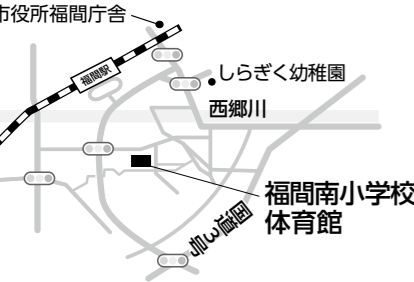 市役所福間庁舎
福間駅
しらぎく幼稚園
西郷川
福間南小学校
体育館
国道3号